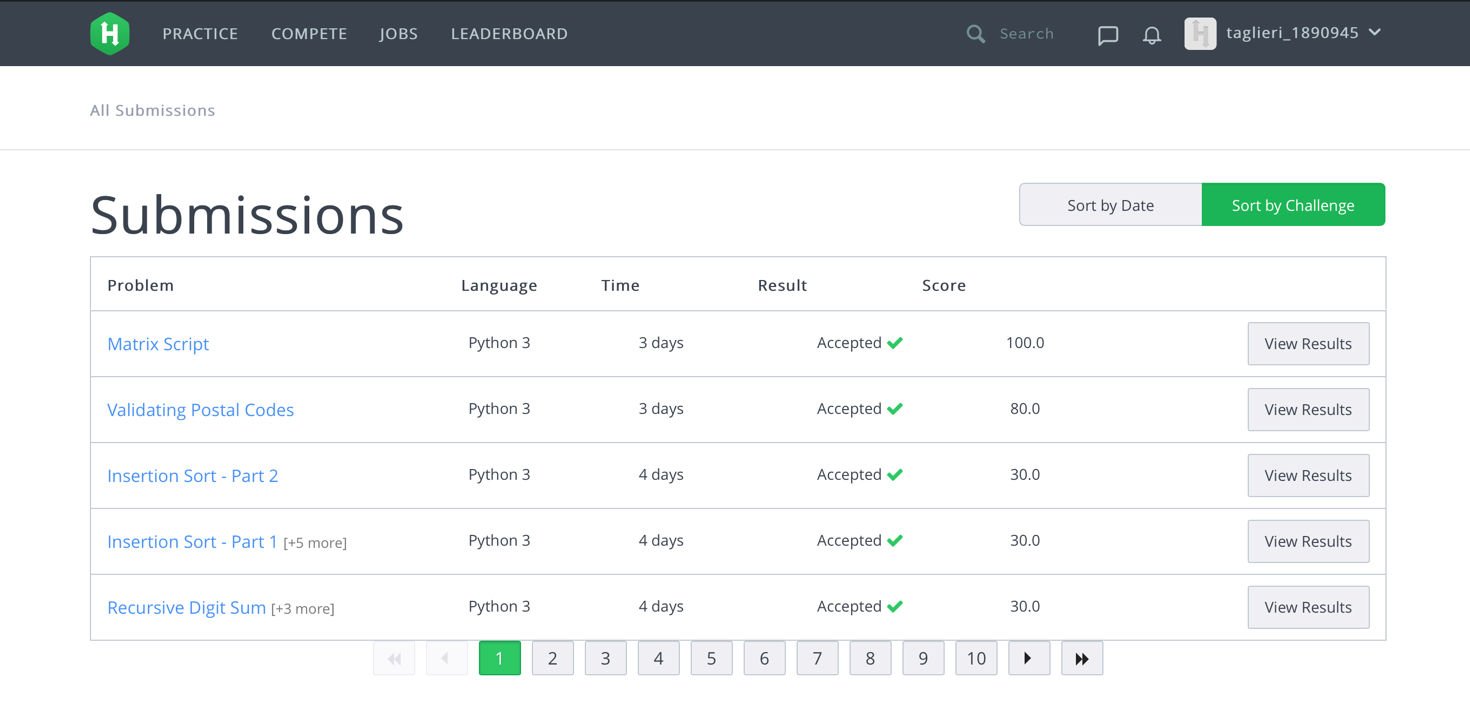 H PRACTICE COMPETE JOBS LEADERBOARD Search H taglieri_1890945
All Submissions
Submissions
Sort by Date Sort by Challenge
Problem Language Time Result Score
Matrix Script Python 3 3 days Accepted 100.0 View Results
Validating Postal Codes Python 3 3 days Accepted 80.0 View Results
Insertion Sort - Part 2 Python 3 4 days Accepted 30.0 View Results
Insertion Sort - Part 1 [+5 more] Python 3 4 days Accepted 30.0 View Results
Recursive Digit Sum [+3 more] Python 3 4 days Accepted 30.0 View Results
1 2 3 4 5 6 7 8 9 10